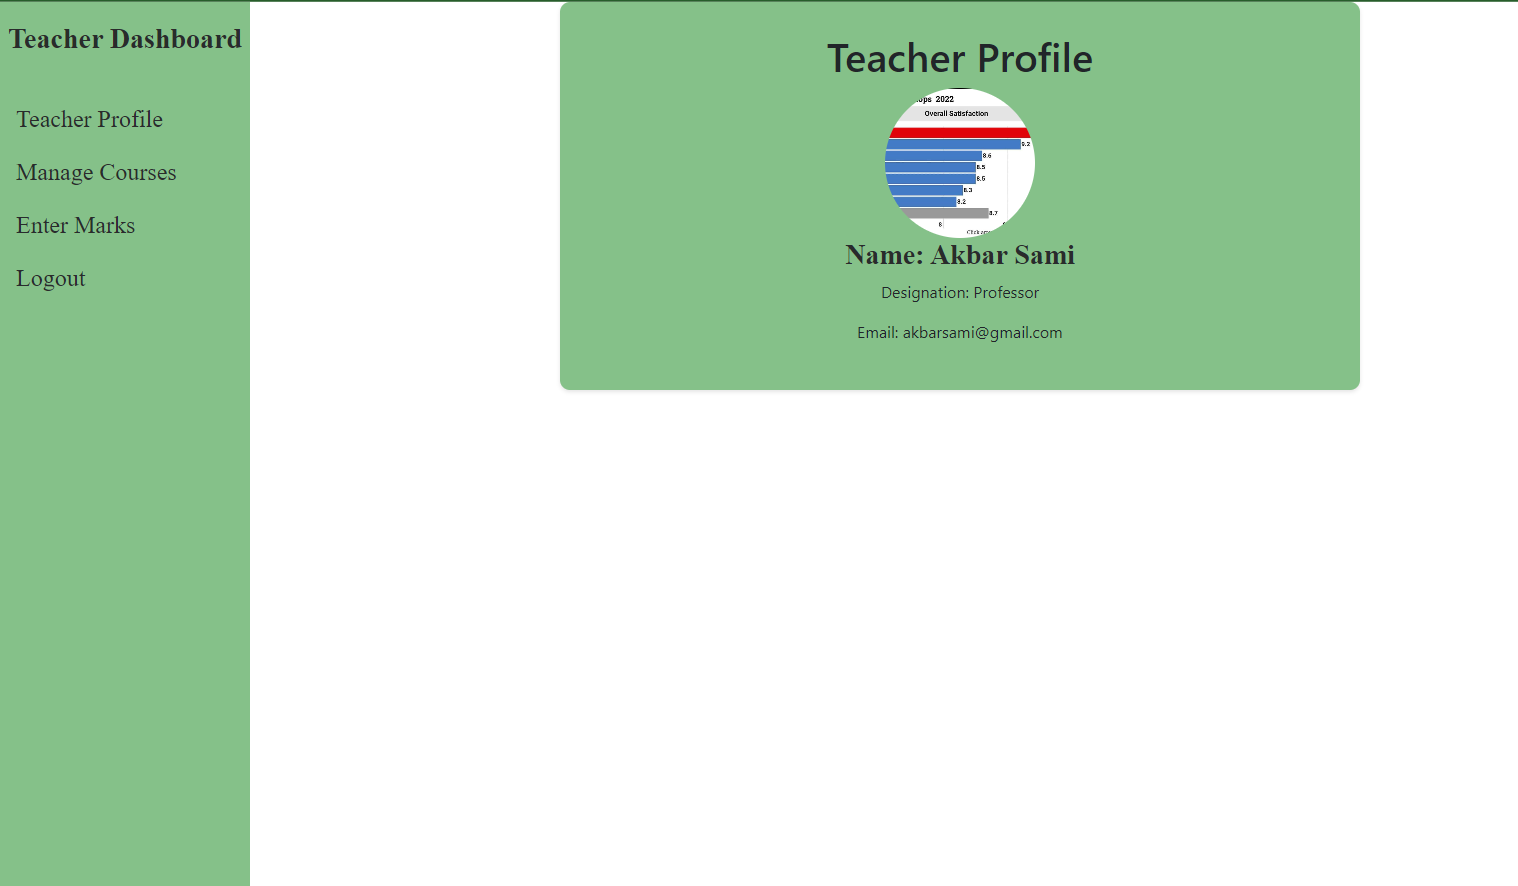 Teacher Dashboard
Teacher Profile
Manage Courses
Enter Marks
Logout
Teacher Profile
2022
Overall Satisfaction
9.2
8.6
8.5
8.5
8.3
8.2
8.7
8
Click
Name: Akbar Sami
Designation: Professor
Email: akbarsami@gmail.com